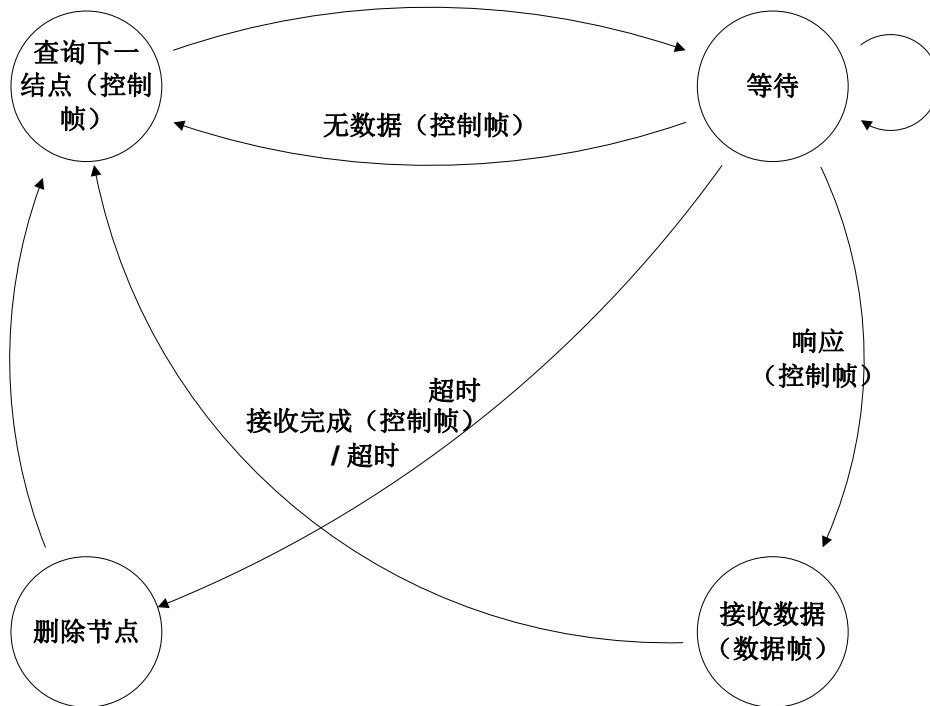 查询下一
结点（控制
帧）
等待
无数据（控制帧）
响应
（控制帧）
超时
接收完成（控制帧）
/ 超时
删除节点
接收数据
（数据帧）